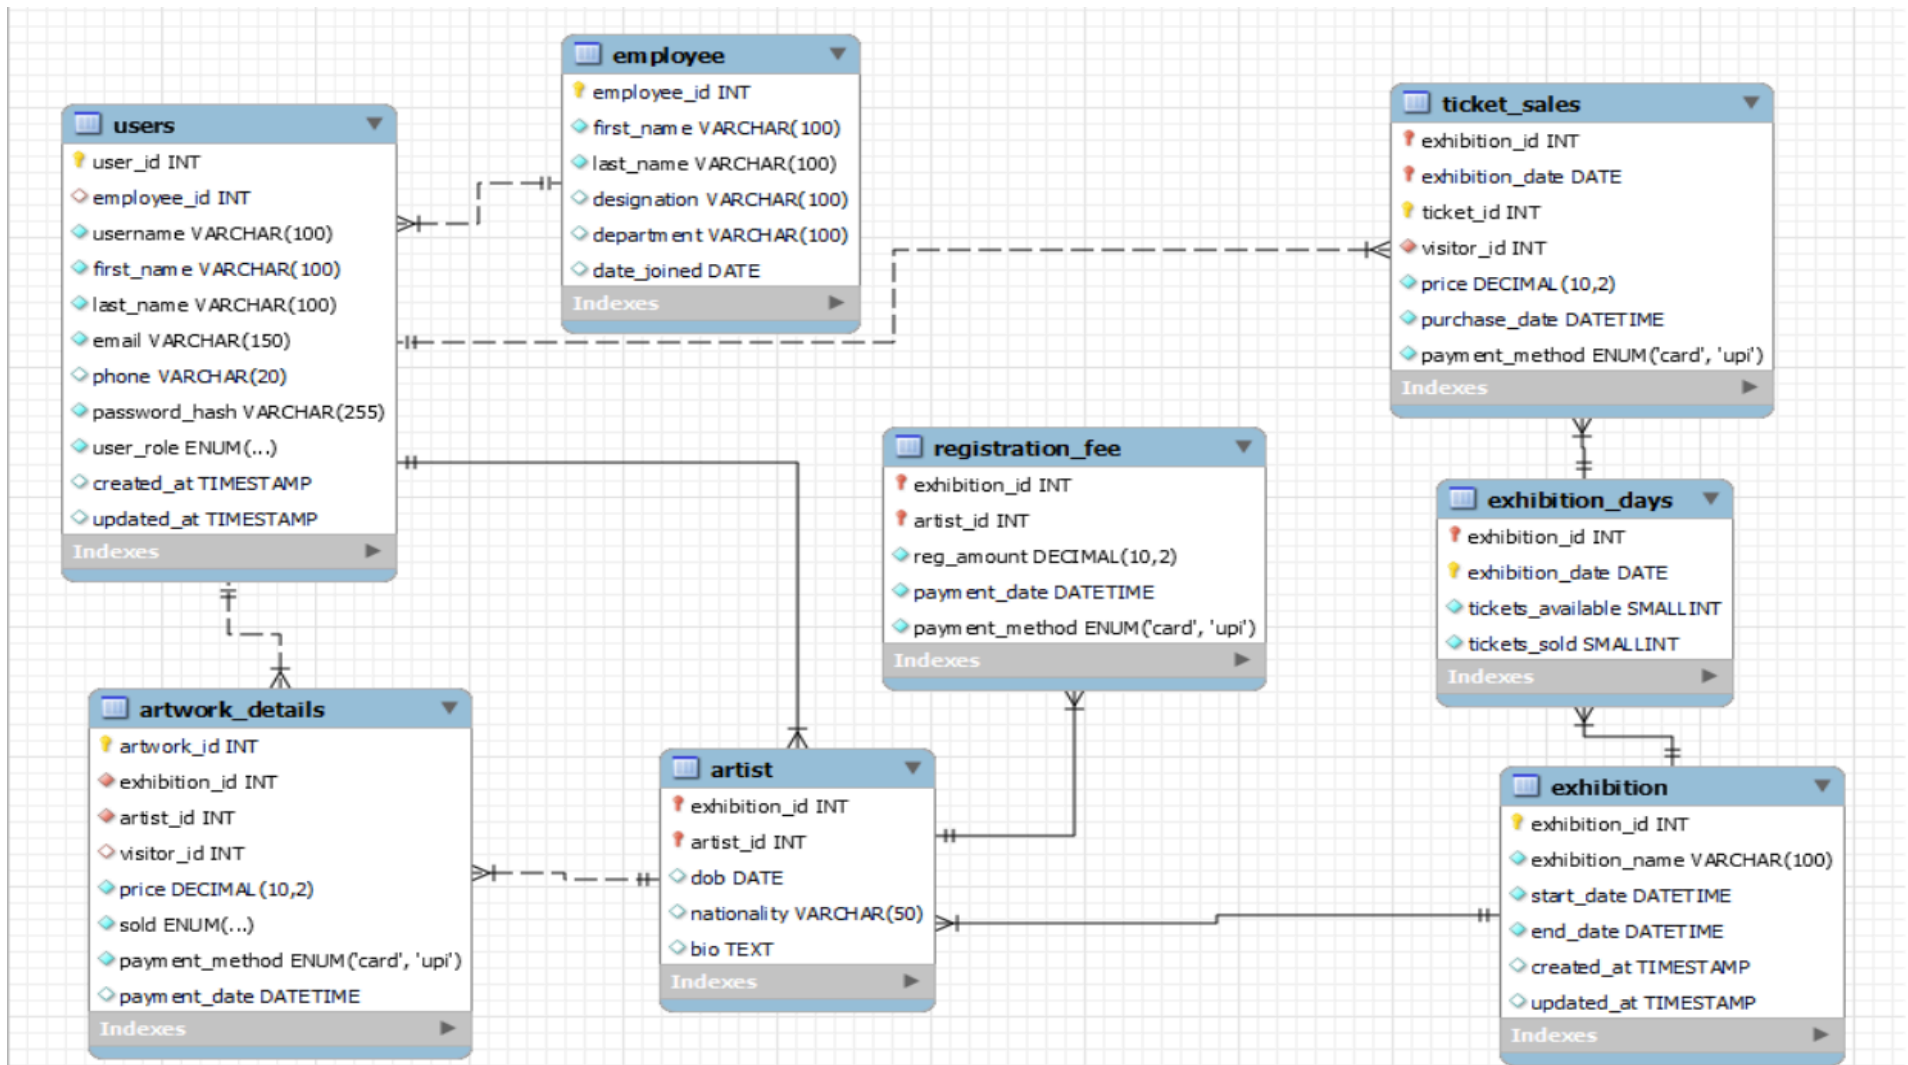 employee
employee_id INT
first_name VARCHAR(100)
last_name VARCHAR(100)
designation VARCHAR(100)
department VARCHAR(100)
date_joined DATE
Indexes
users
user_id INT
employee_id INT
username VARCHAR(100)
first_name VARCHAR(100)
last_name VARCHAR(100)
email VARCHAR(150)
phone VARCHAR(20)
password_hash VARCHAR(255)
user_role ENUM(...)
created_at TIMESTAMP
updated_at TIMESTAMP
Indexes
ticket_sales
exhibition_id INT
exhibition_date DATE
ticket_id INT
visitor_id INT
price DECIMAL(10,2)
purchase_date DATETIME
payment_method ENUM('card', 'upi')
Indexes
registration_fee
exhibition_id INT
artist_id INT
reg_amount DECIMAL(10,2)
payment_date DATETIME
payment_method ENUM('card', 'upi')
Indexes
exhibition_days
exhibition_id INT
exhibition_date DATE
tickets_available SMALLINT
tickets_sold SMALLINT
Indexes
artwork_details
artwork_id INT
exhibition_id INT
artist_id INT
visitor_id INT
price DECIMAL(10,2)
sold ENUM(...)
payment_method ENUM('card', 'upi')
payment_date DATETIME
Indexes
artist
exhibition_id INT
artist_id INT
dob DATE
nationality VARCHAR(50)
bio TEXT
Indexes
exhibition
exhibition_id INT
exhibition_name VARCHAR(100)
start_date DATETIME
end_date DATETIME
created_at TIMESTAMP
updated_at TIMESTAMP
Indexes